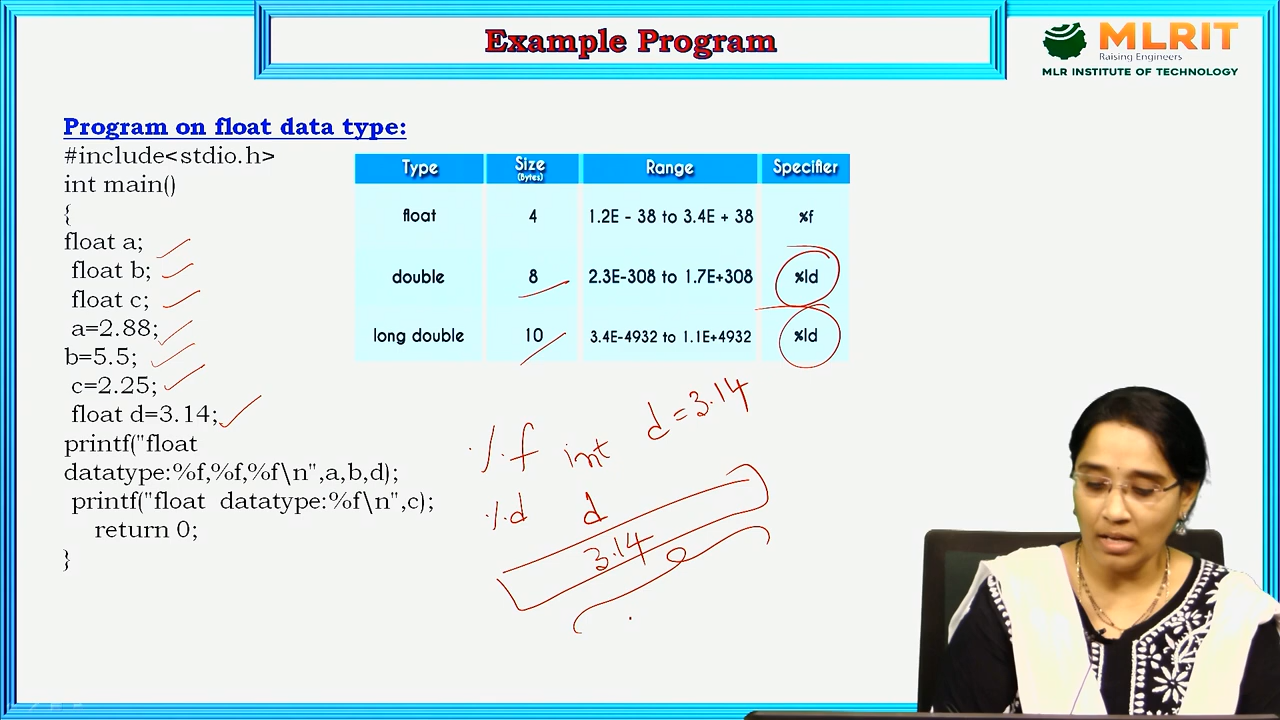 Example Program
MLRIT
Raising Engineers
MLR INSTITUTE OF TECHNOLOGY
Program on float data type:
#include<stdio.h>
int main()
{
float a;
float b;
float c;
a=2.88;
b=5.5;
c=2.25;
float d=3.14;
printf("float
datatype:%f,%f,%f\n",a,b,d);
printf("float datatype:%f\n",c);
return 0;
}
Type Size (Bytes) Range Specifier
float 4 1.2E - 38 to 3.4E + 38 %f
double 8 2.3E-308 to 1.7E+308 %ld
long double 10 3.4E-4932 to 1.1E+4932 %ld
%f int d=3.14
%d d
3.14